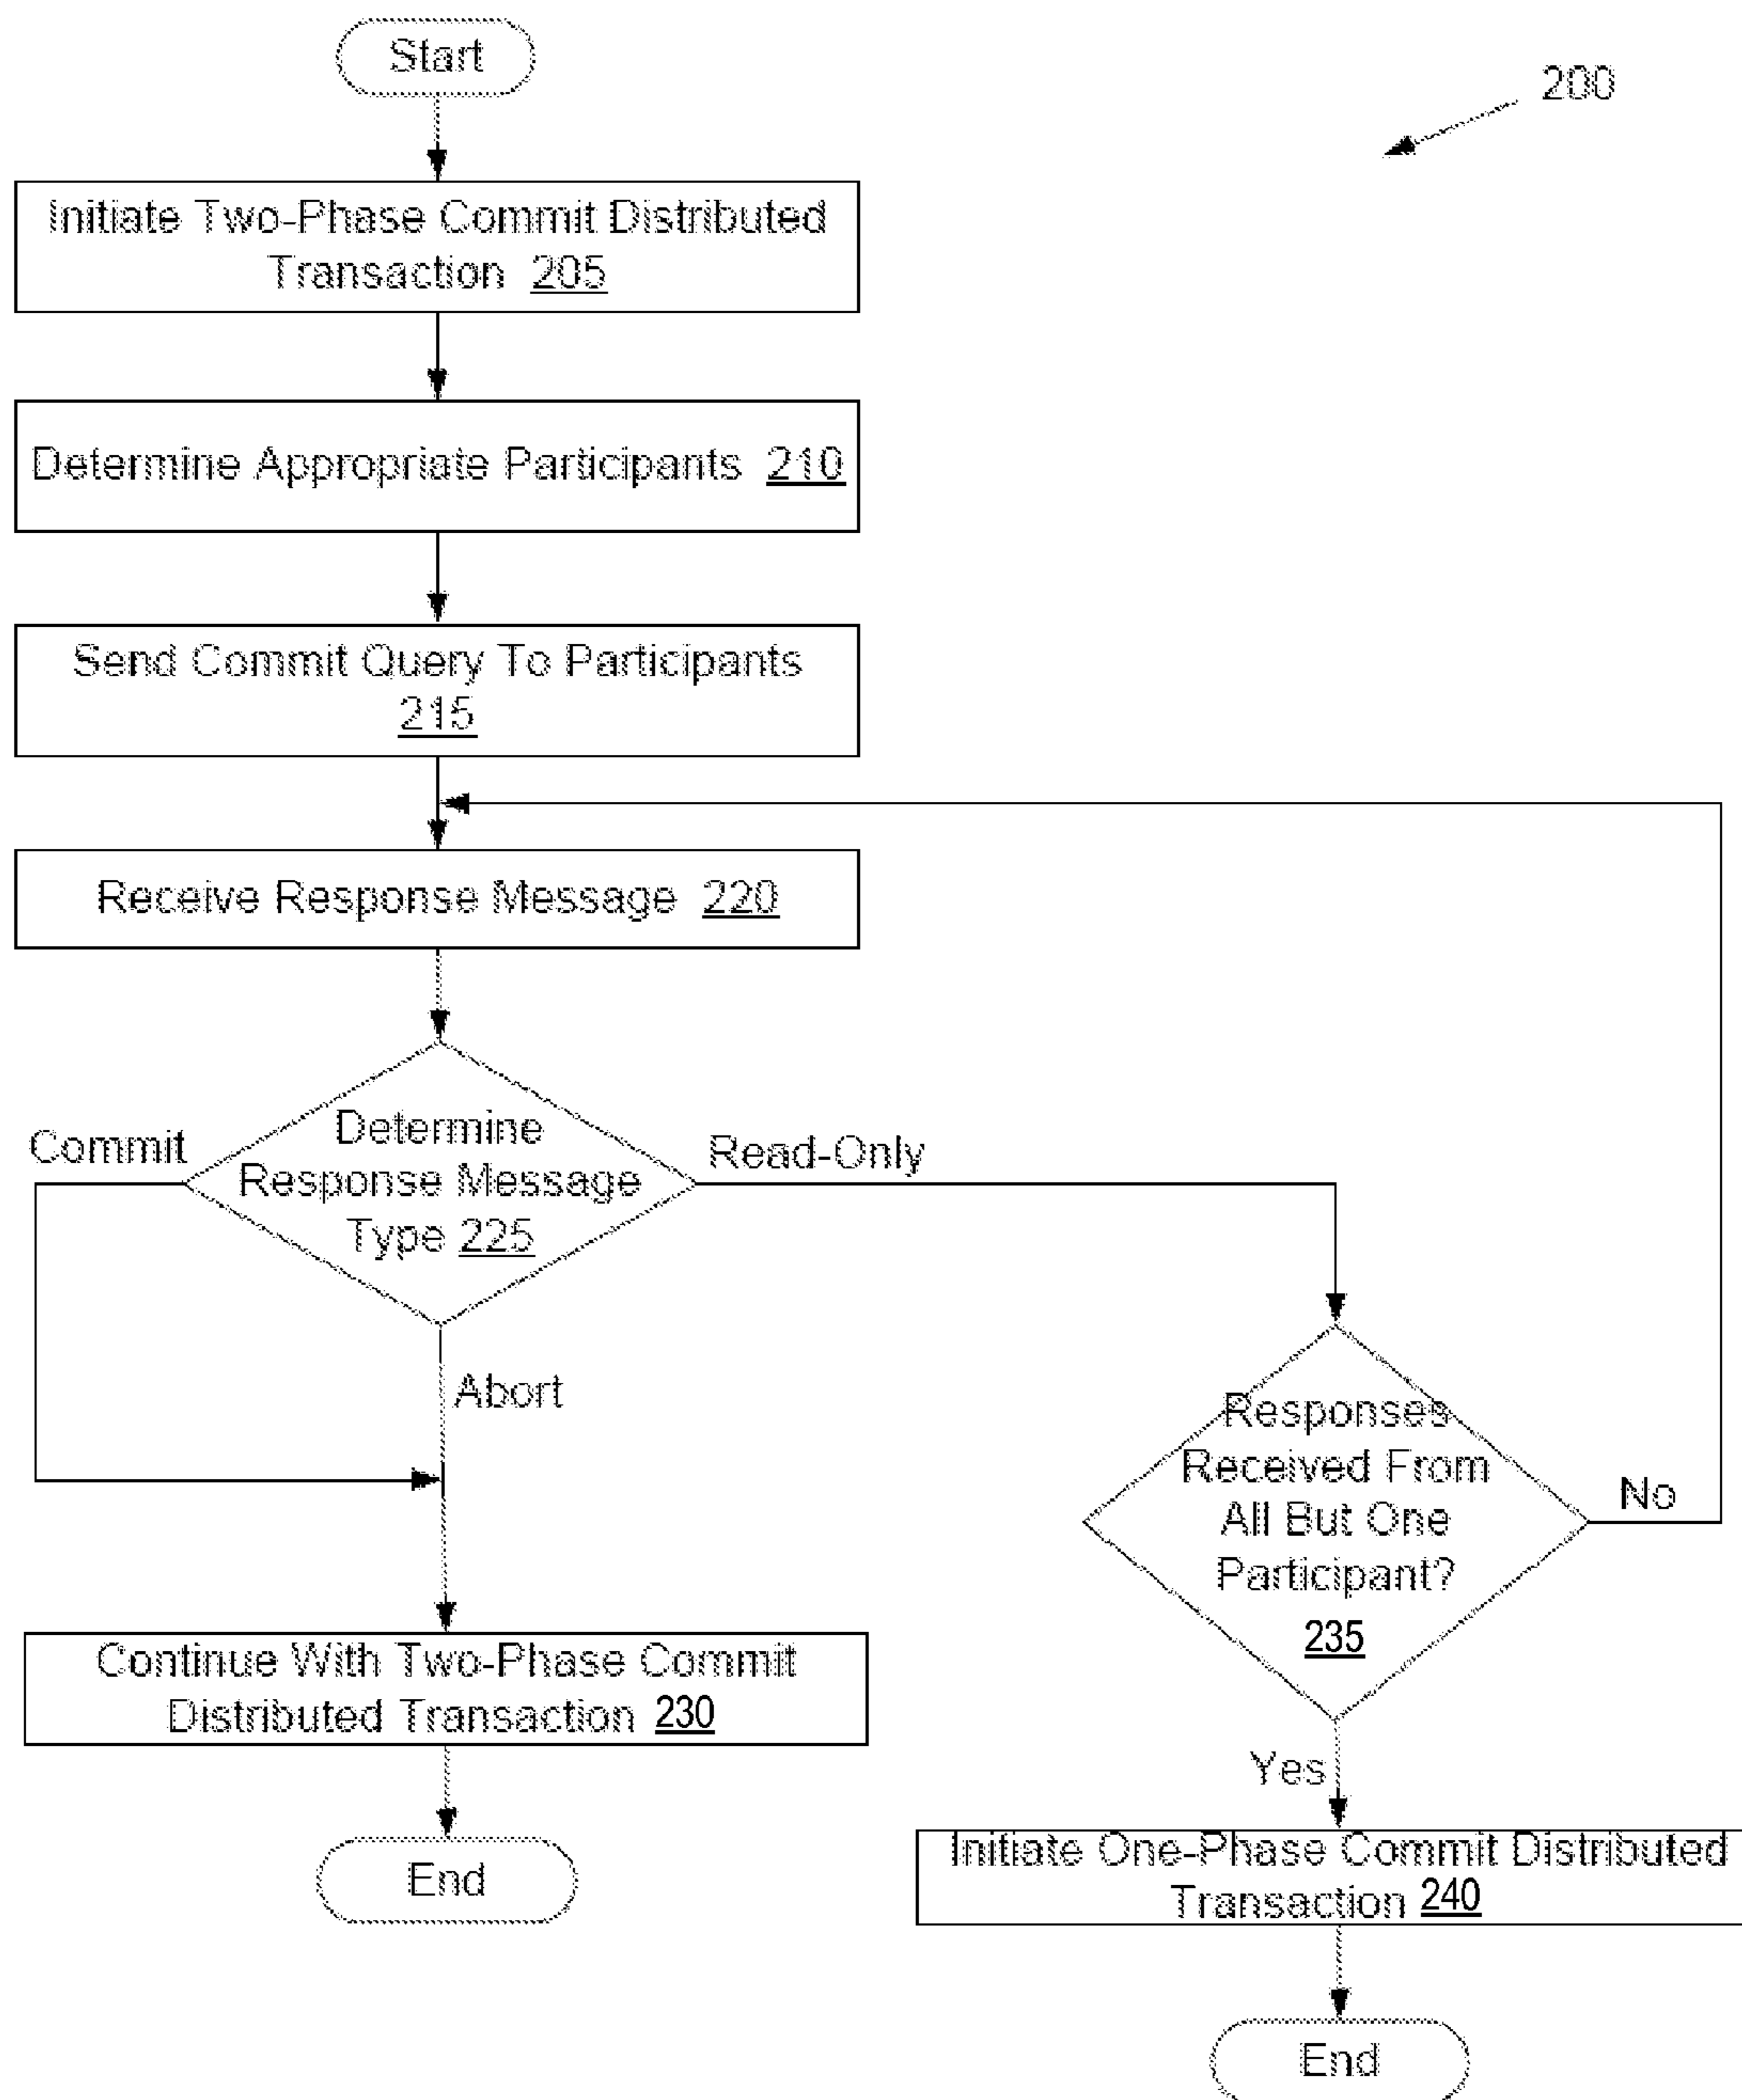 Start
200
Initiate Two-Phase Commit Distributed
Transaction 205
Determine Appropriate Participants 210
Send Commit Query To Participants
215
Receive Response Message 220
Commit
Determine
Response Message
Type 225
Read-Only
Abort
Responses
Received From
All But One
Participant?
235
No
Continue With Two-Phase Commit
Distributed Transaction 230
Yes
End
Initiate One-Phase Commit Distributed
Transaction 240
End